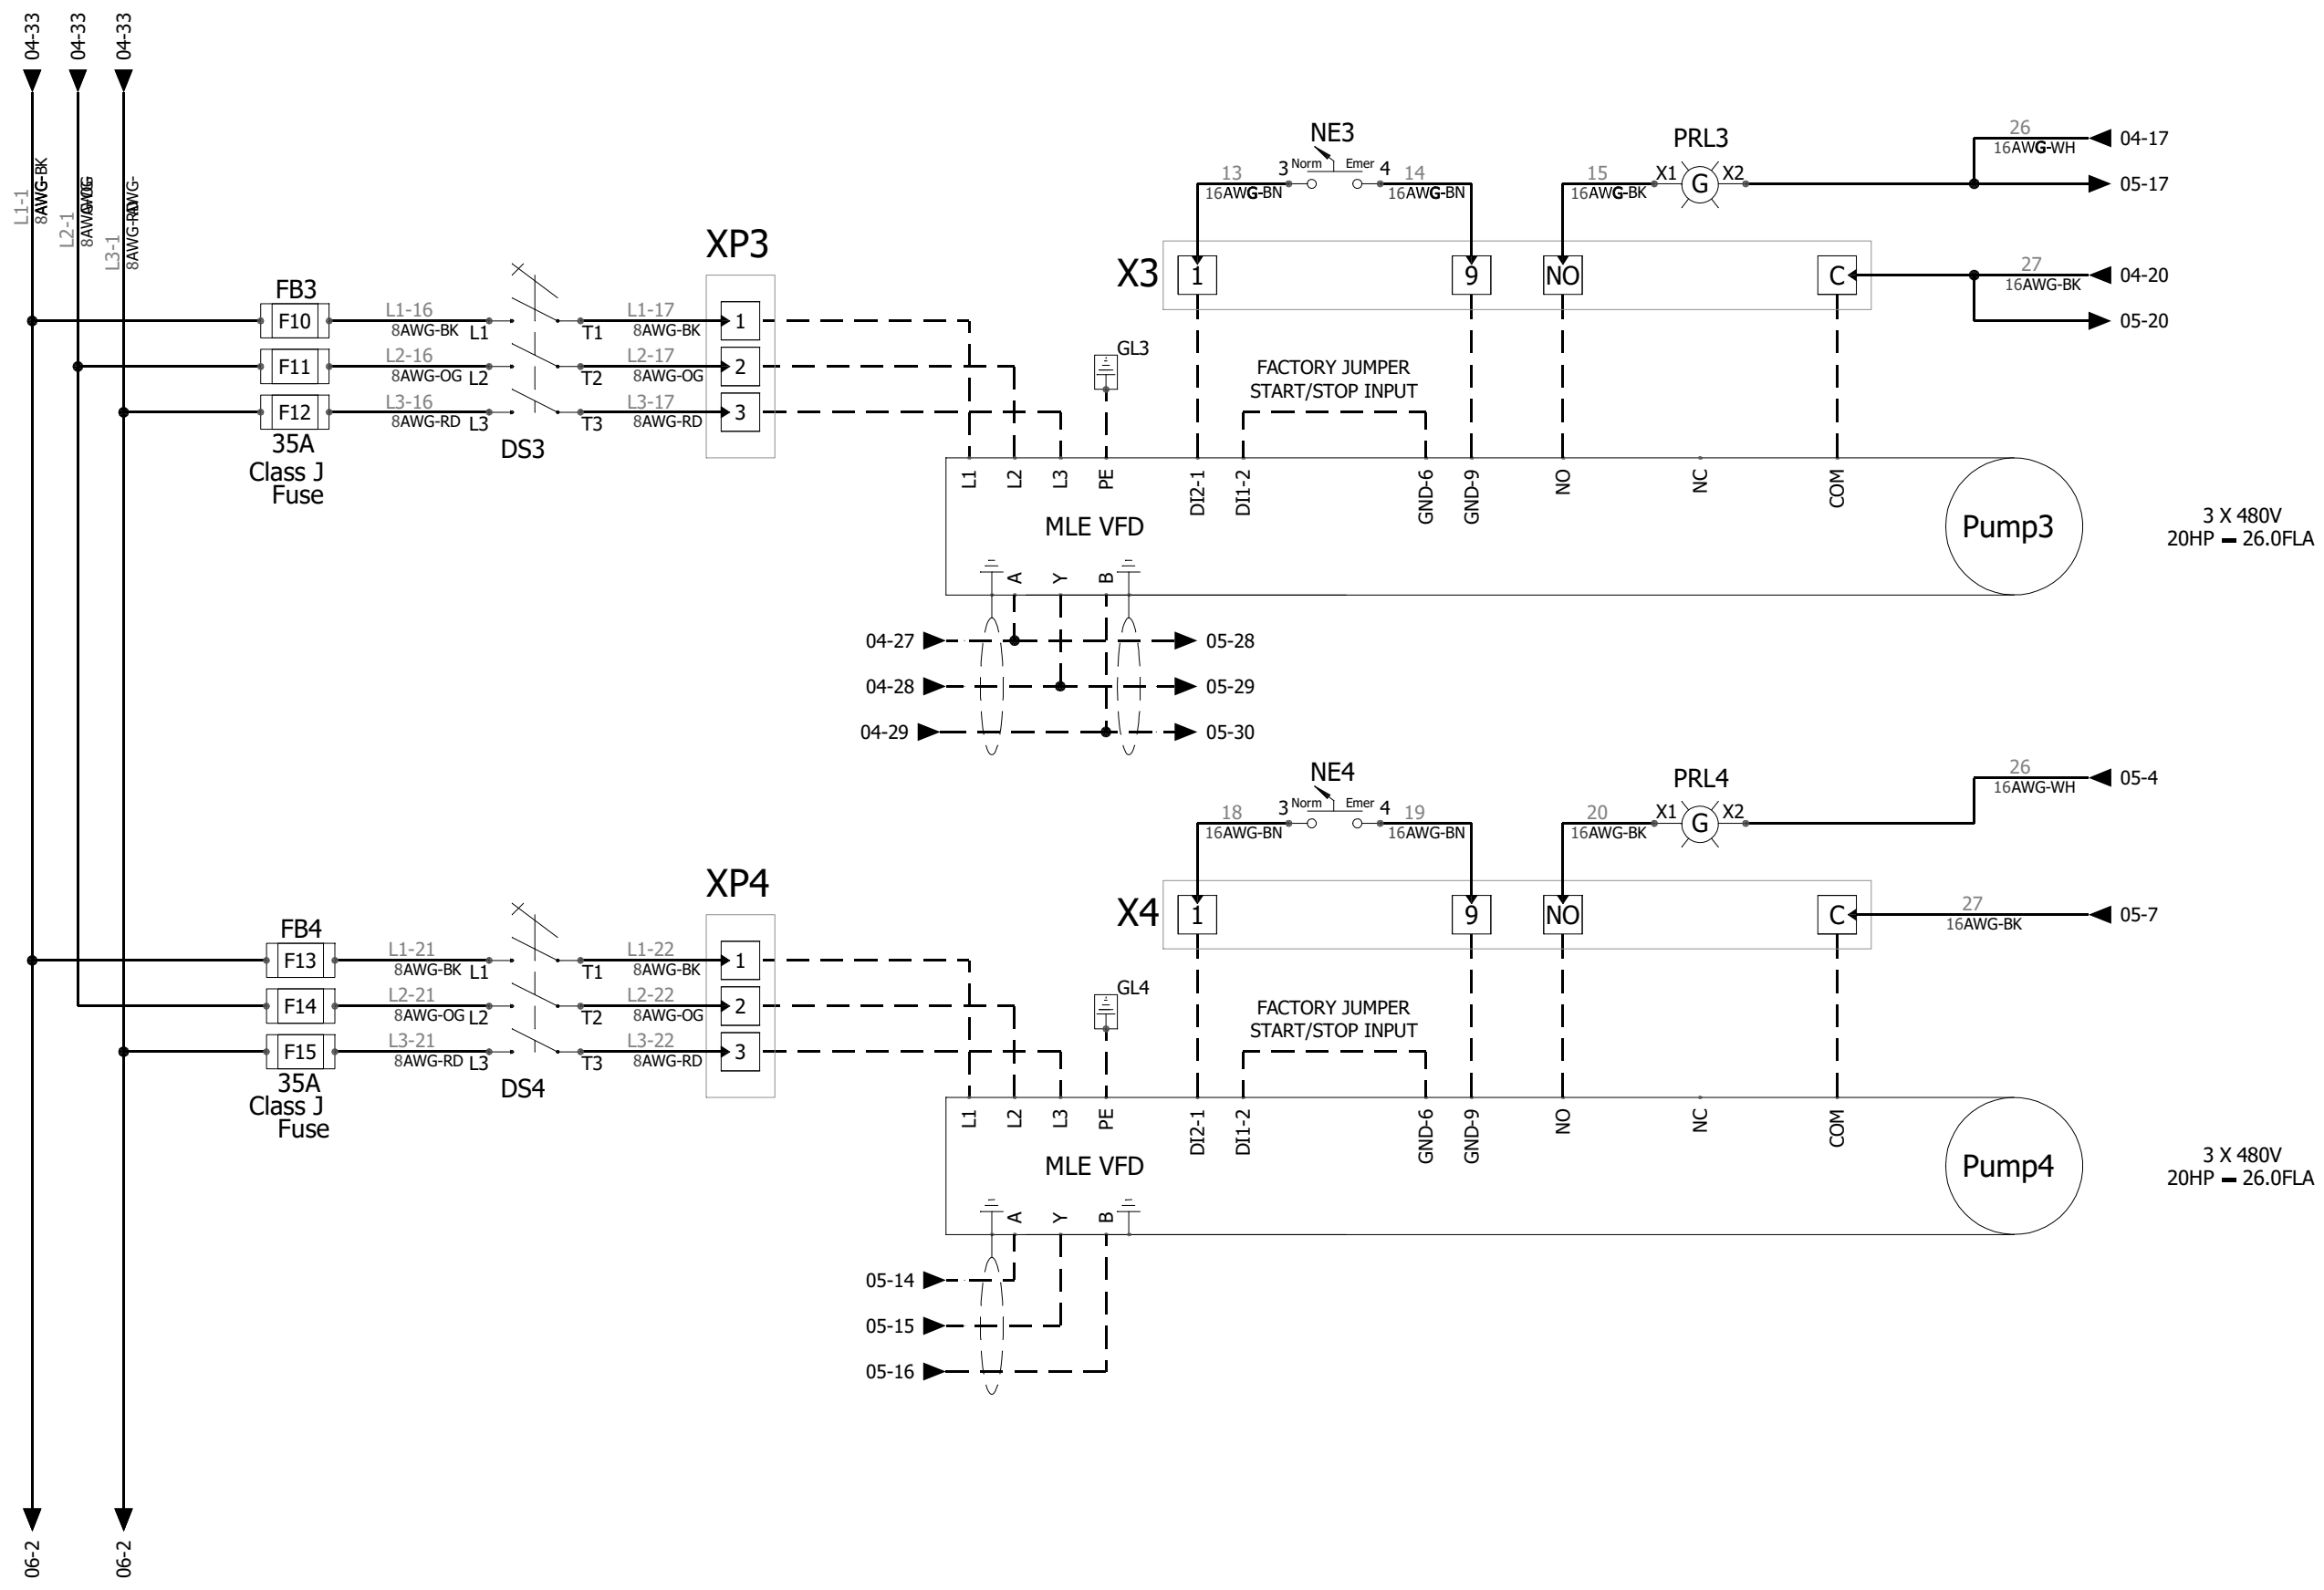 04-33
04-33
04-33
L1-1
8AWG-BK
L2-1
L3-1
NE3
3
Norm
Emer
4
13
16AWG-BN
14
16AWG-BN
PRL3
15
16AWG-BK
X1
G
X2
26
16AWG-WH
04-17
05-17
X3
1
9
NO
C
27
16AWG-BK
04-20
05-20
XP3
FB3
F10
L1-16
8AWG-BK
L1
T1
L1-17
8AWG-BK
1
F11
L2-16
8AWG-OG
L2
T2
L2-17
8AWG-OG
2
F12
L3-16
8AWG-RD
L3
T3
L3-17
8AWG-RD
3
35A
Class J
Fuse
DS3
GL3
FACTORY JUMPER
START/STOP INPUT
L1
L2
L3
PE
DI2-1
DI1-2
GND-6
GND-9
NO
NC
COM
MLE VFD
Pump3
3 X 480V
20HP - 26.0FLA
A
Y
B
04-27
05-28
04-28
05-29
04-29
05-30
NE4
3
Norm
Emer
4
18
16AWG-BN
19
16AWG-BN
PRL4
20
16AWG-BK
X1
G
X2
26
16AWG-WH
05-4
X4
1
9
NO
C
27
16AWG-BK
05-7
XP4
FB4
F13
L1-21
8AWG-BK
L1
T1
L1-22
8AWG-BK
1
F14
L2-21
8AWG-OG
L2
T2
L2-22
8AWG-OG
2
F15
L3-21
8AWG-RD
L3
T3
L3-22
8AWG-RD
3
35A
Class J
Fuse
DS4
GL4
FACTORY JUMPER
START/STOP INPUT
L1
L2
L3
PE
DI2-1
DI1-2
GND-6
GND-9
NO
NC
COM
MLE VFD
Pump4
3 X 480V
20HP - 26.0FLA
A
Y
B
05-14
05-15
05-16
06-2
06-2